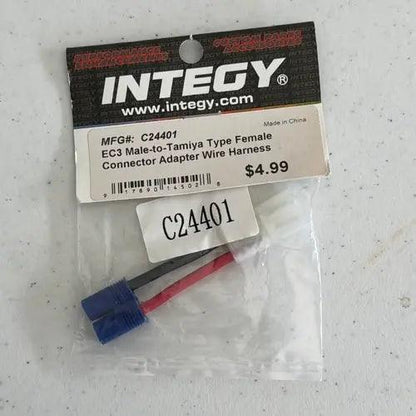 INTEGY®
www.integy.com
MFG#: C24401
Made in China
EC3 Male-to-Tamiya Type Female
Connector Adapter Wire Harness
$4.99
C24401